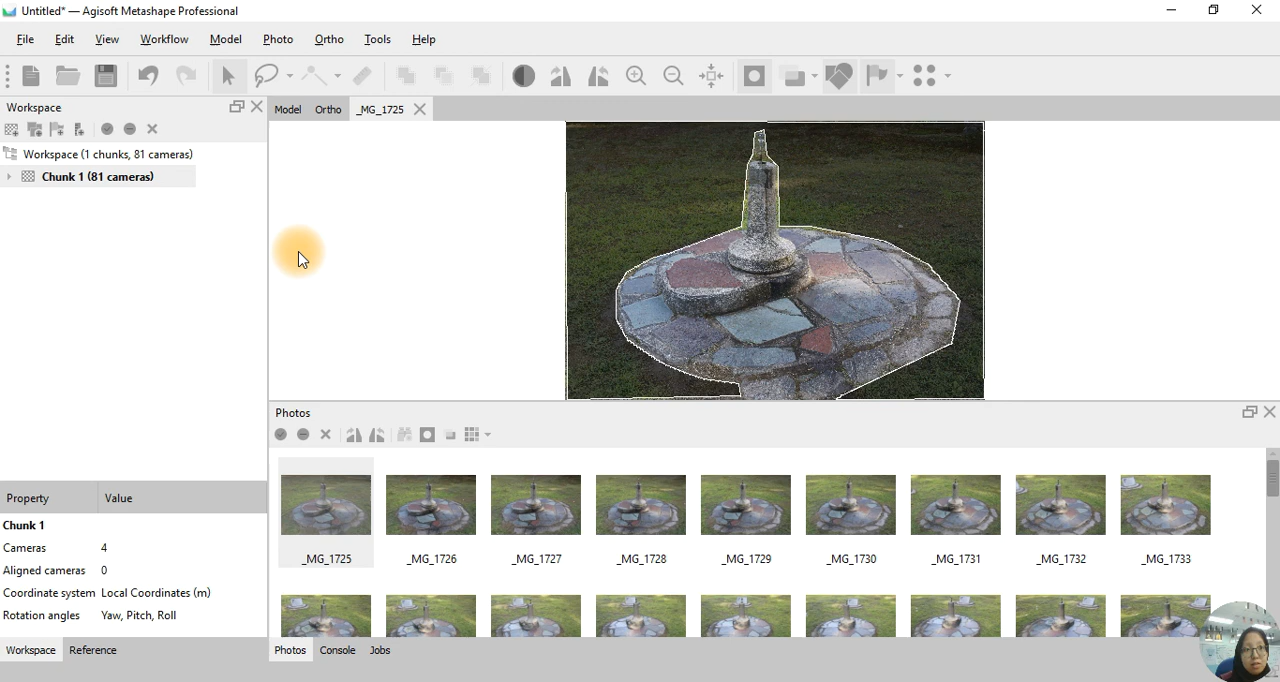 Untitled* — Agisoft Metashape Professional
File Edit View Workflow Model Photo Ortho Tools Help
Workspace
Model Ortho _MG_1725
Workspace (1 chunks, 81 cameras)
Chunk 1 (81 cameras)
Photos
Property Value
Chunk 1
Cameras 4
Aligned cameras 0
Coordinate system Local Coordinates (m)
Rotation angles Yaw, Pitch, Roll
_MG_1725 _MG_1726 _MG_1727 _MG_1728 _MG_1729 _MG_1730 _MG_1731 _MG_1732 _MG_1733
Workspace Reference
Photos Console Jobs